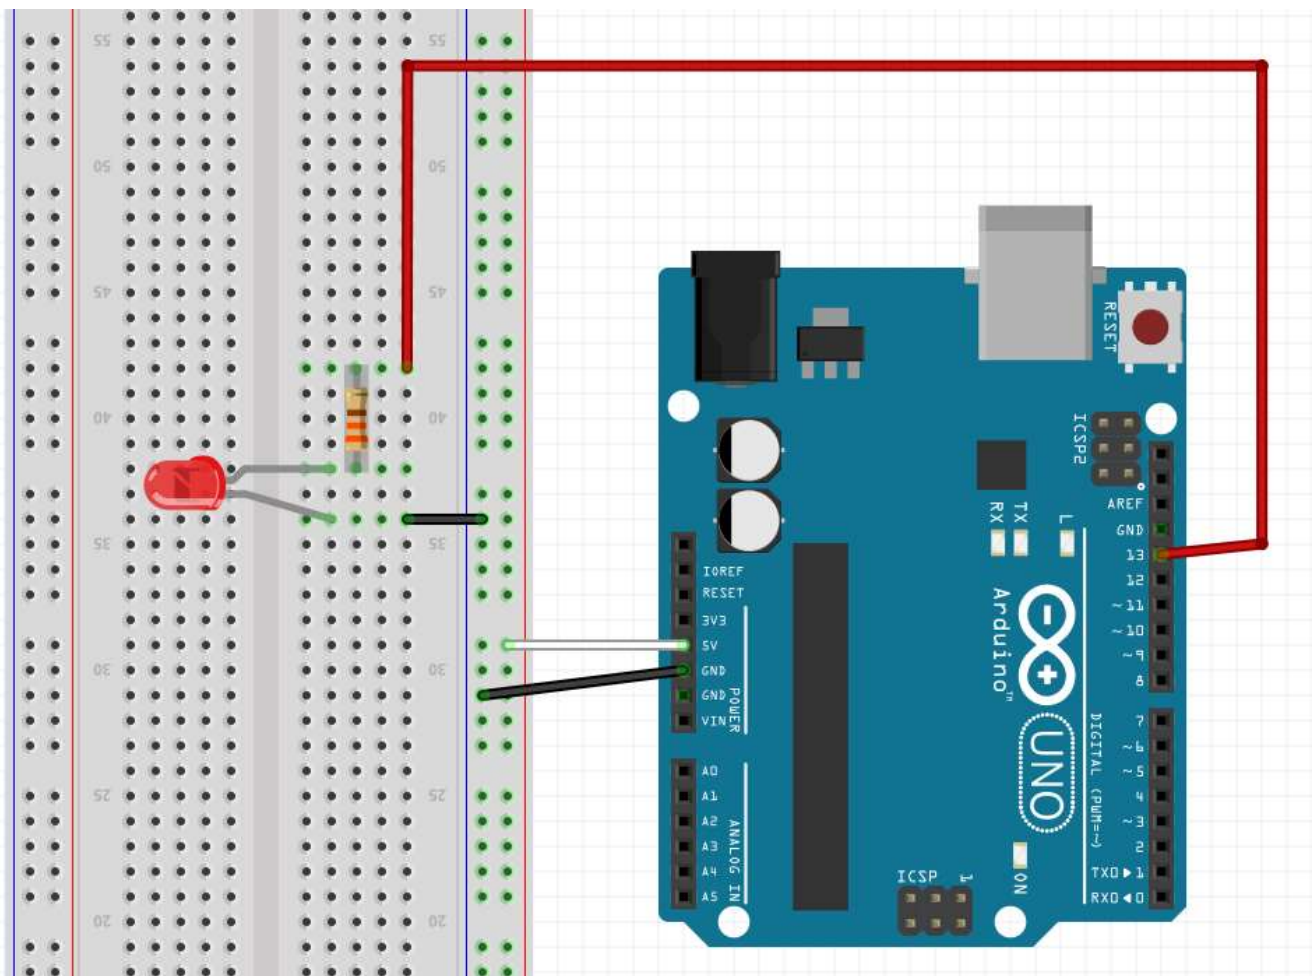 55 55
50 50
45 45
40 40
35 35
30 30
25 25
20 20
RESET
ICSP2
AREF
GND
13
12
~11
~10
~9
8
7
~6
~5
4
~3
2
TX0▶1
RX0◀0
DIGITAL (PWM=~)
RX
TX
L
Arduino™
UNO
ON
ICSP
1
IOREF
RESET
3V3
5V
GND
GND
VIN
POWER
A0
A1
A2
A3
A4
A5
ANALOG IN